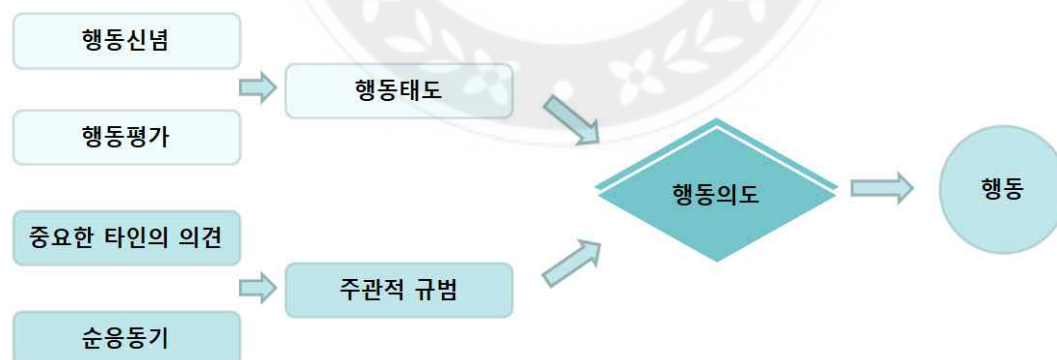 행동신념
행동태도
행동평가
행동의도
행동
중요한 타인의 의견
주관적 규범
순응동기